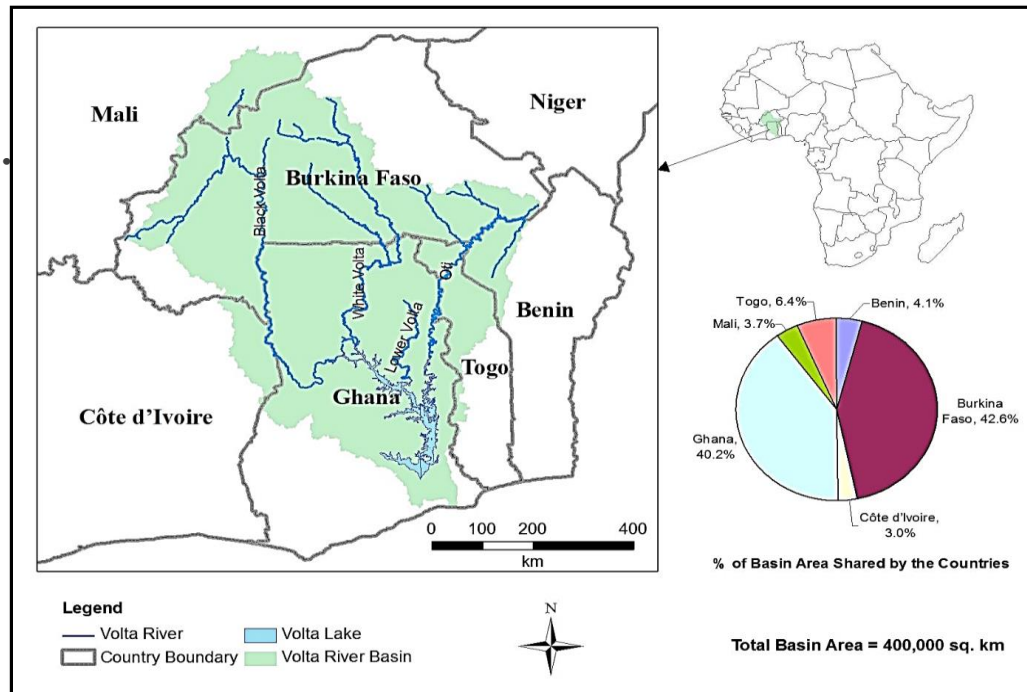 Mali
Niger
Burkina Faso
Black Volta
White Volta
Oti
Lower Volta
Benin
Togo
Ghana
Côte d'Ivoire
0 100 200 400
km
Togo, 6.4%
Benin, 4.1%
Mali, 3.7%
Burkina
Faso, 42.6%
Ghana,
40.2%
Côte d'Ivoire,
3.0%
% of Basin Area Shared by the Countries
Legend
Volta River
Volta Lake
Country Boundary
Volta River Basin
N
Total Basin Area = 400,000 sq. km